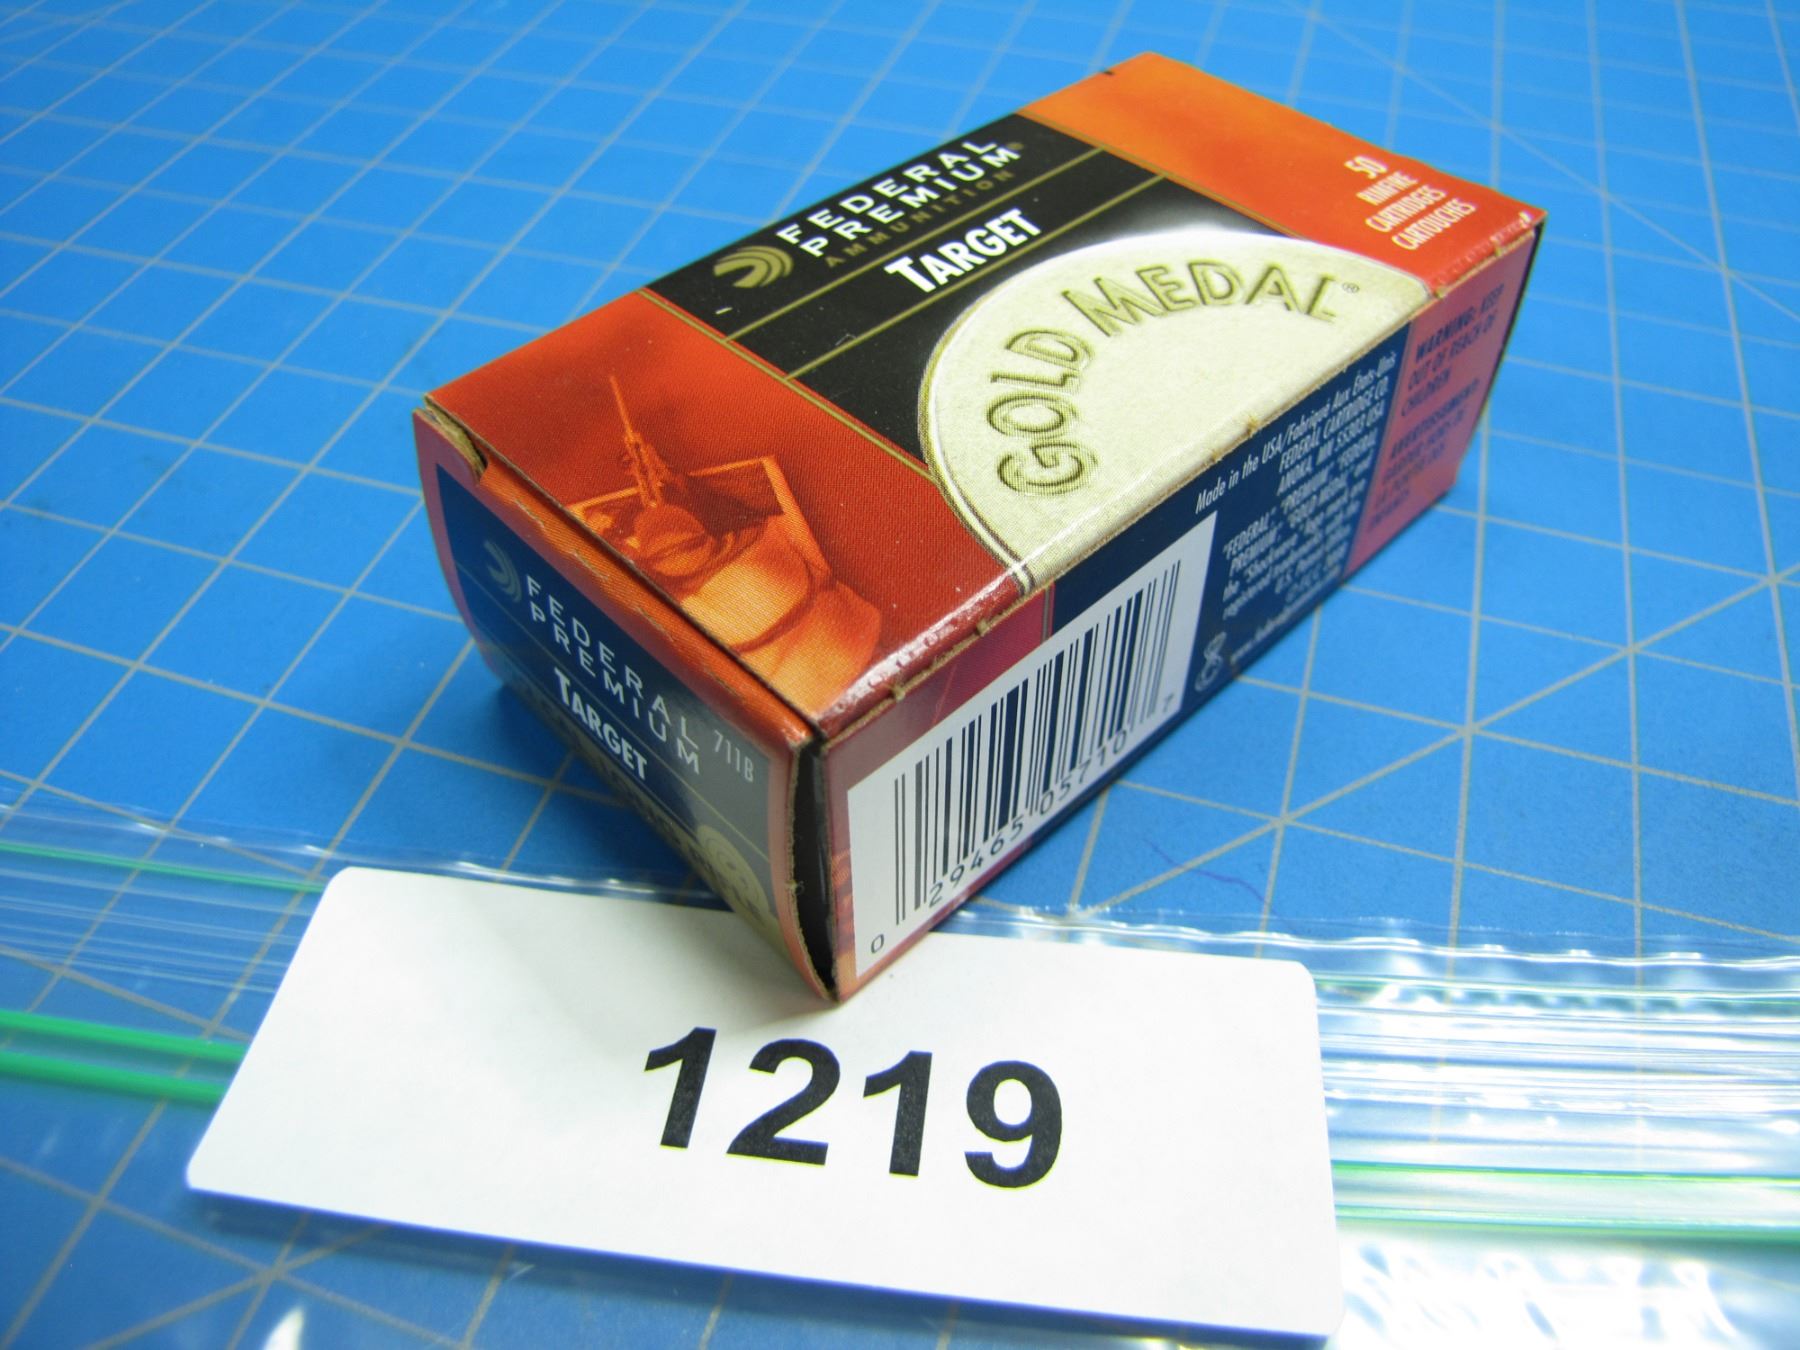 FEDERAL
PREMIUM®
AMMUNITION
TARGET
GOLD MEDAL®
50
RIMFIRE
CARTRIDGES
CARTOUCHES
WARNING: KEEP
OUT OF REACH OF
CHILDREN
Made in the USA/Fabriqué Aux États-Unis
FEDERAL CARTRIDGE CO.
ANOKA, MN 55303 USA
0 29465 05710 7
FEDERAL
PREMIUM
TARGET
711B
1219